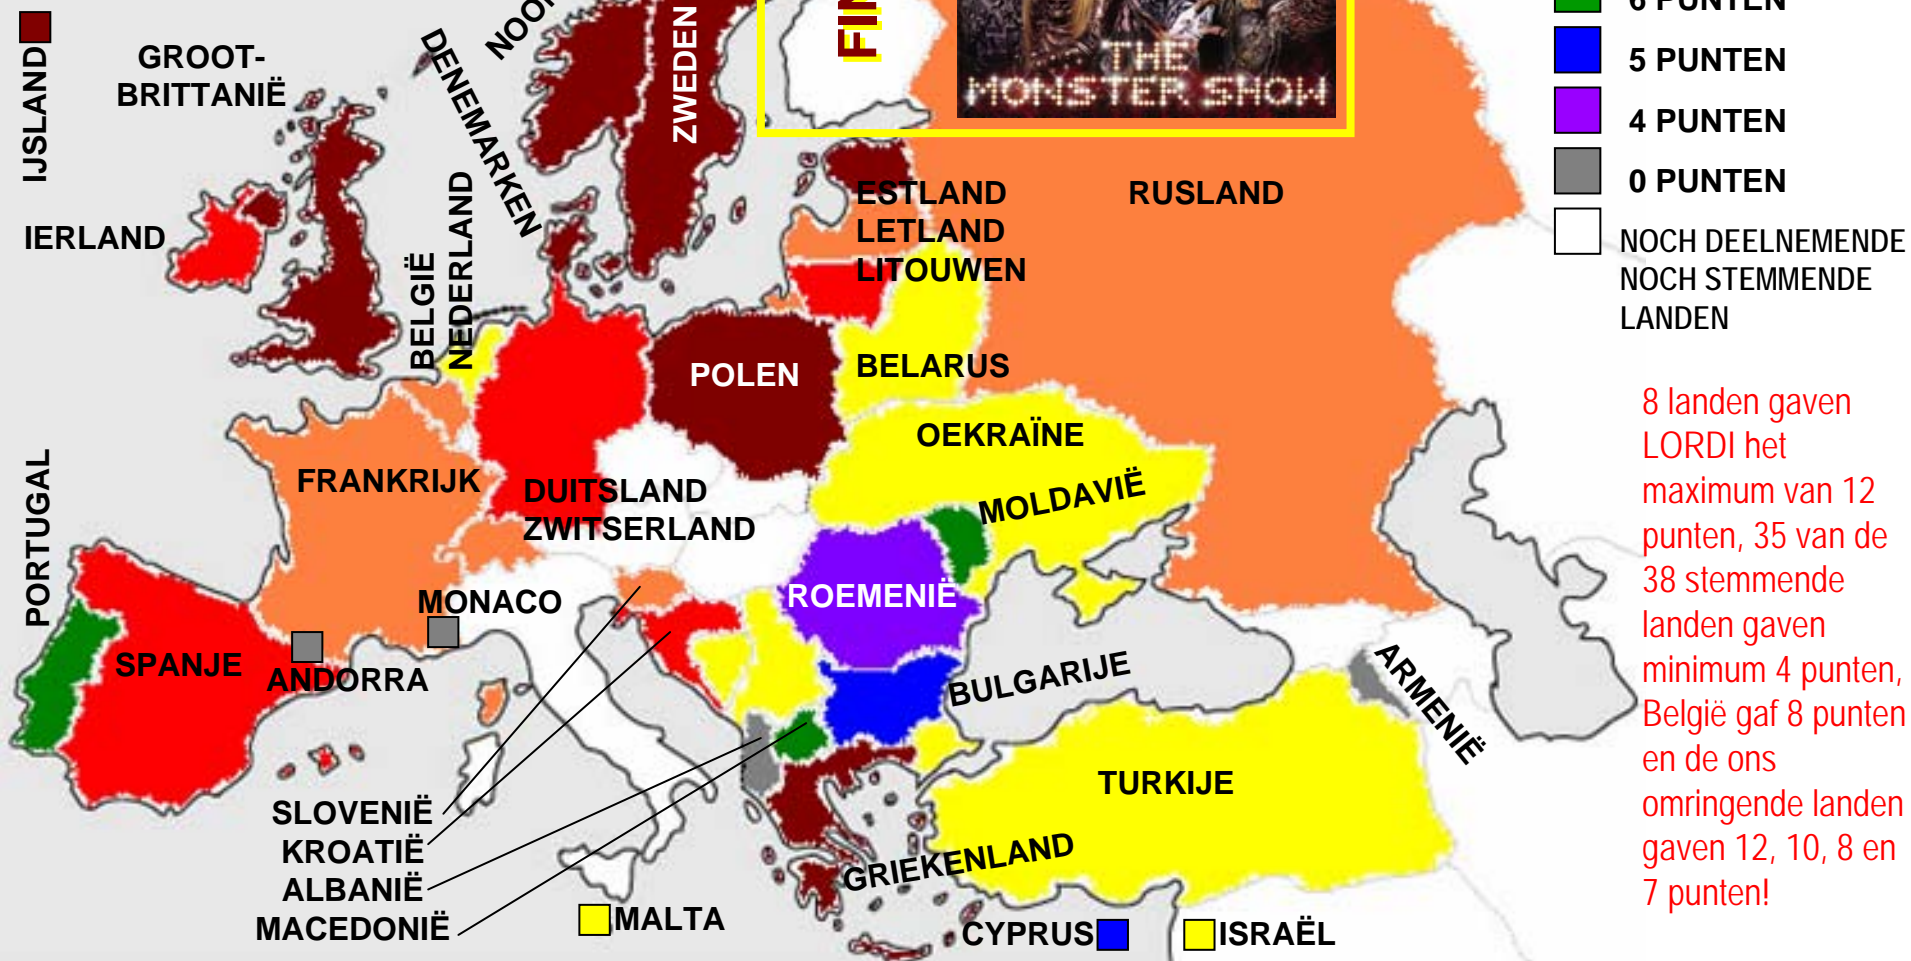 IJSLAND
GROOT-
BRITTANIË
IERLAND
DENEMARKEN
ZWEDEN
THE
MONSTER SHOW
6 PUNTEN
5 PUNTEN
4 PUNTEN
0 PUNTEN
NOCH DEELNEMENDE
NOCH STEMMENDE
LANDEN
ESTLAND
LETLAND
LITOUWEN
RUSLAND
BELGIË
NEDERLAND
POLEN
BELARUS
OEKRAÏNE
MOLDAVIË
FRANKRIJK
DUITSLAND
ZWITSERLAND
PORTUGAL
SPANJE
ANDORRA
MONACO
ROEMENIË
BULGARIJE
ARMENIË
TURKIJE
GRIEKENLAND
SLOVENIË
KROATIË
ALBANIË
MACEDONIË
MALTA
CYPRUS
ISRAËL
8 landen gaven
LORDI het
maximum van 12
punten, 35 van de
38 stemmende
landen gaven
minimum 4 punten,
België gaf 8 punten
en de ons
omringende landen
gaven 12, 10, 8 en
7 punten!